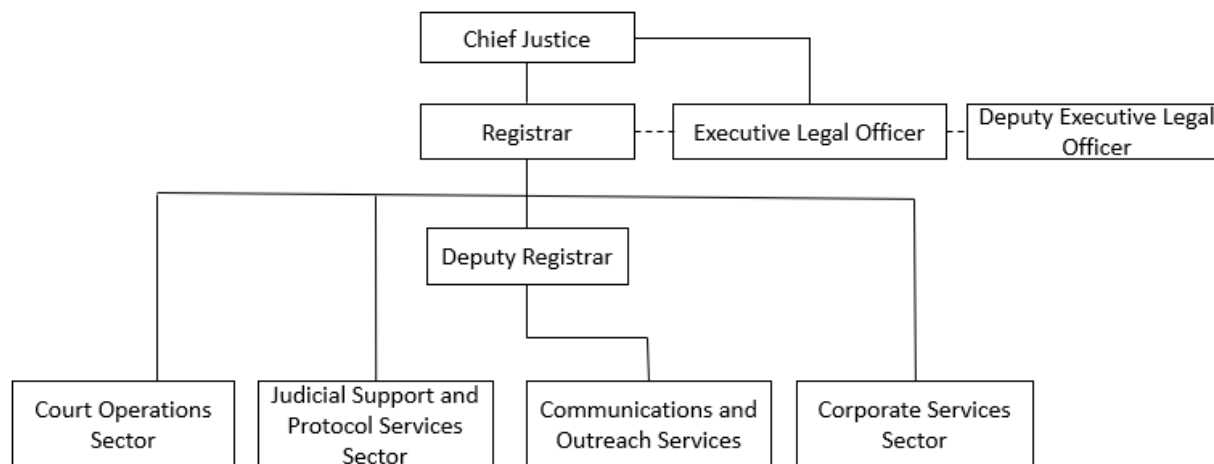 Chief Justice
Registrar
Executive Legal Officer
Deputy Executive Legal
Officer
Deputy Registrar
Court Operations
Sector
Judicial Support and
Protocol Services
Sector
Communications and
Outreach Services
Corporate Services
Sector